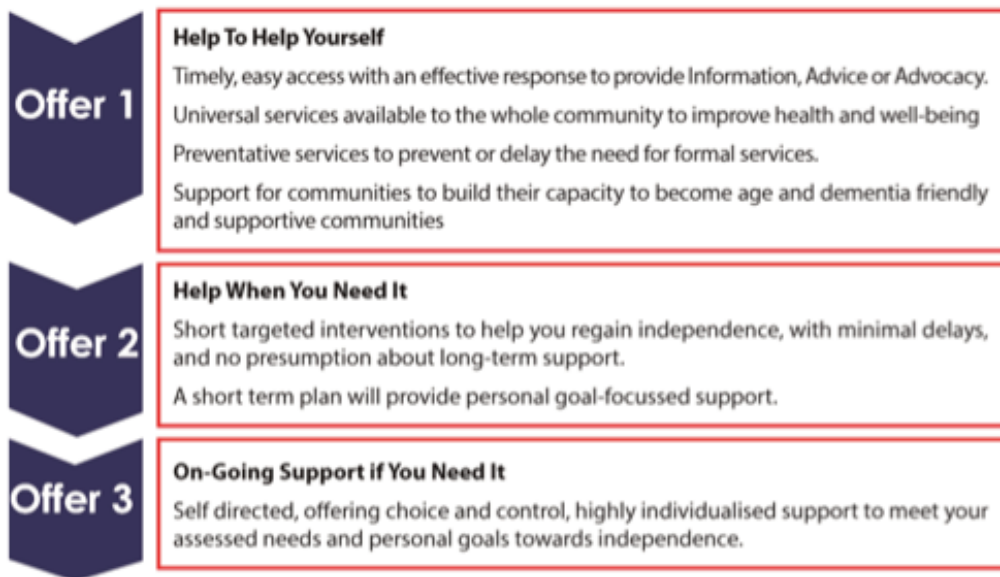 Offer 1
Help To Help Yourself
Timely, easy access with an effective response to provide Information, Advice or Advocacy.
Universal services available to the whole community to improve health and well-being
Preventative services to prevent or delay the need for formal services.
Support for communities to build their capacity to become age and dementia friendly
and supportive communities
Offer 2
Help When You Need It
Short targeted interventions to help you regain independence, with minimal delays,
and no presumption about long-term support.
A short term plan will provide personal goal-focussed support.
Offer 3
On-Going Support if You Need It
Self directed, offering choice and control, highly individualised support to meet your
assessed needs and personal goals towards independence.